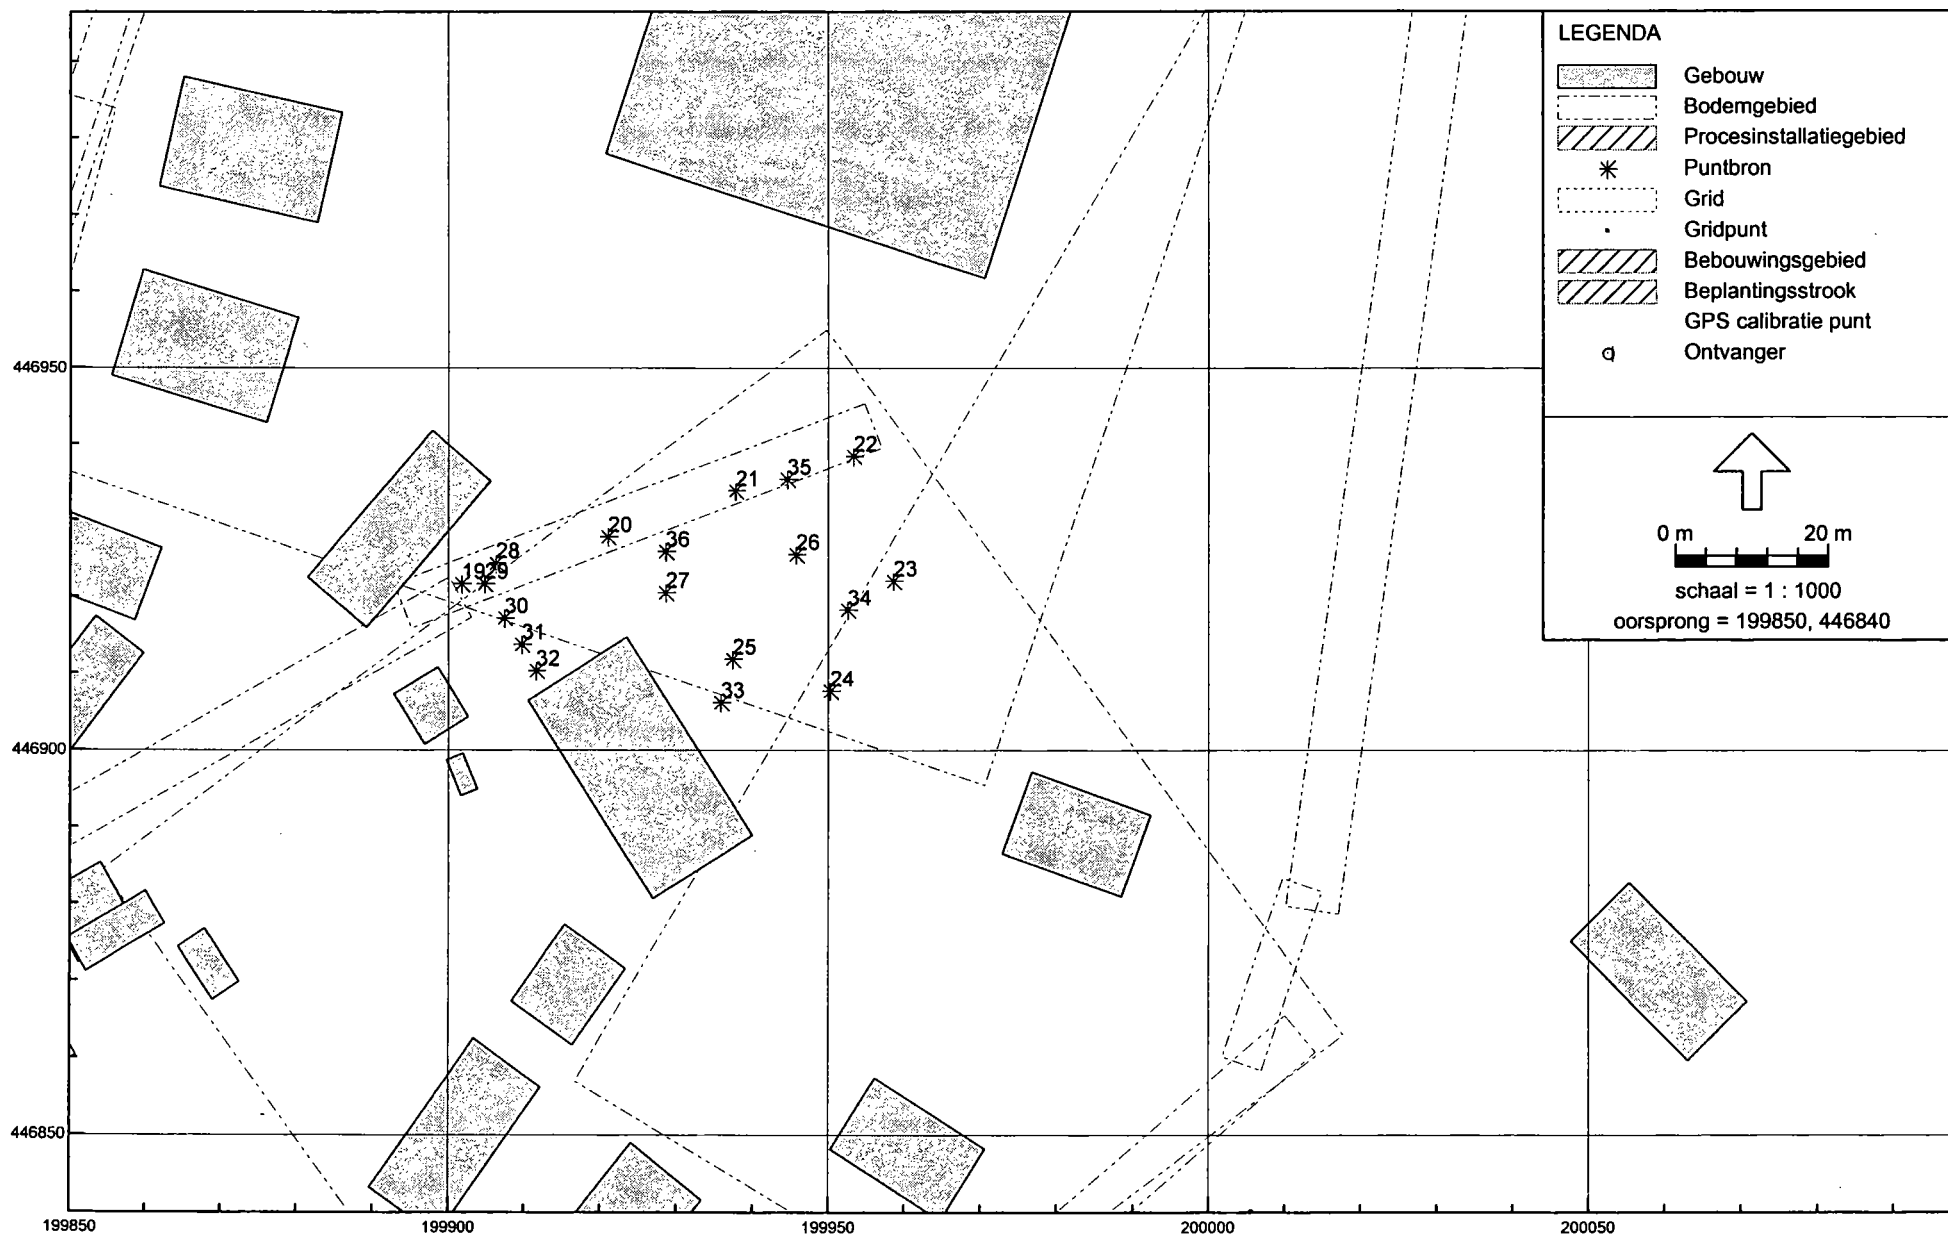 LEGENDA
Gebouw
Bodemgebied
Procesinstallatiegebied
Puntbron
Grid
Gridpunt
Bebouwingsgebied
Beplantingsstrook
GPS calibratie punt
Ontvanger
0 m 20 m
schaal = 1 : 1000
oorsprong = 199850, 446840
446950
22
35
21
20
36
26
28
19 29
23
27
34
30
31
25
32
24
33
446900
446850
199850 199900 199950 200000 200050